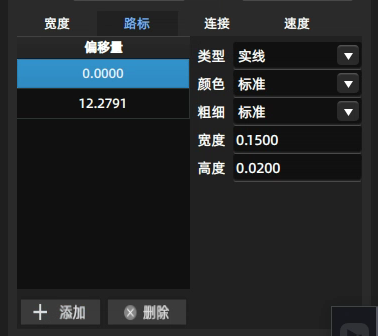 宽度 路标 连接 速度
偏移量
0.0000
12.2791
类型 实线
颜色 标准
粗细 标准
宽度 0.1500
高度 0.0200
添加 删除